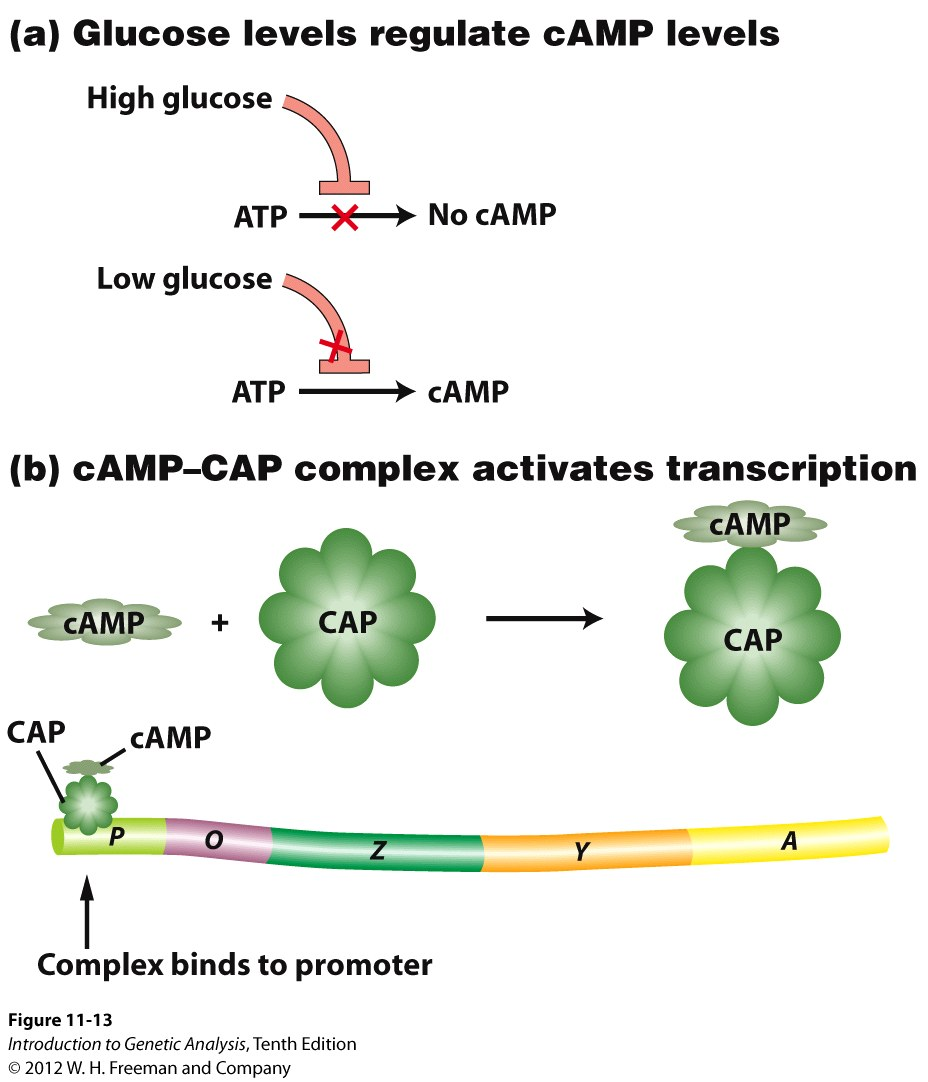 (a) Glucose levels regulate cAMP levels
High glucose
ATP
No cAMP
Low glucose
ATP
cAMP
(b) cAMP–CAP complex activates transcription
cAMP
+
CAP
cAMP
CAP
CAP
cAMP
P
O
Z
Y
A
Complex binds to promoter
Figure 11-13
Introduction to Genetic Analysis, Tenth Edition
© 2012 W. H. Freeman and Company